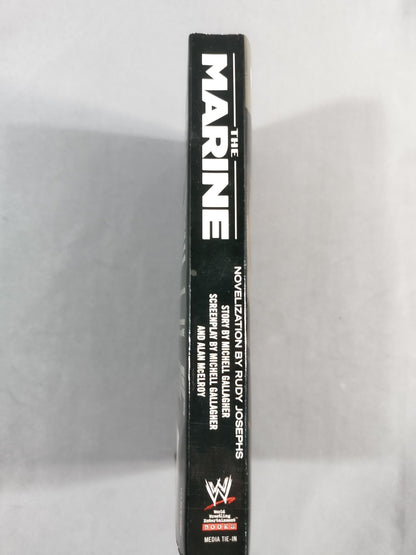 THE
MARINE
NOVELIZATION BY RUDY JOSEPHS
STORY BY MICHELL GALLAGHER
SCREENPLAY BY MICHELL GALLAGHER
AND ALAN McELROY
W
World
Wrestling
Entertainment
BOOKS
MEDIA TIE-IN